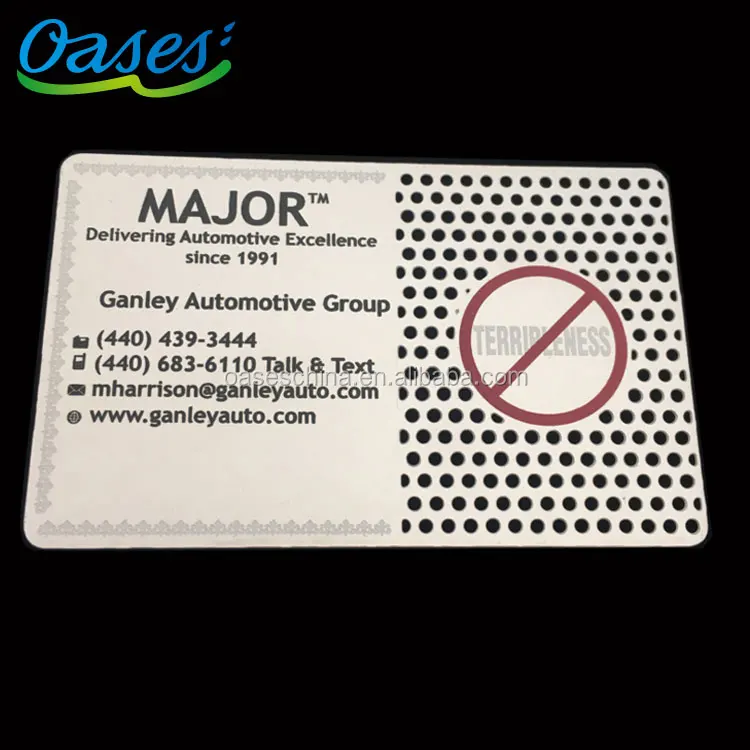 Oases
MAJOR™
Delivering Automotive Excellence
since 1991
Ganley Automotive Group
(440) 439-3444
(440) 683-6110 Talk & Text
mharrison@ganleyauto.com
www.ganleyauto.com
TERRIBLENESS
oaseschina.en.alibaba.com